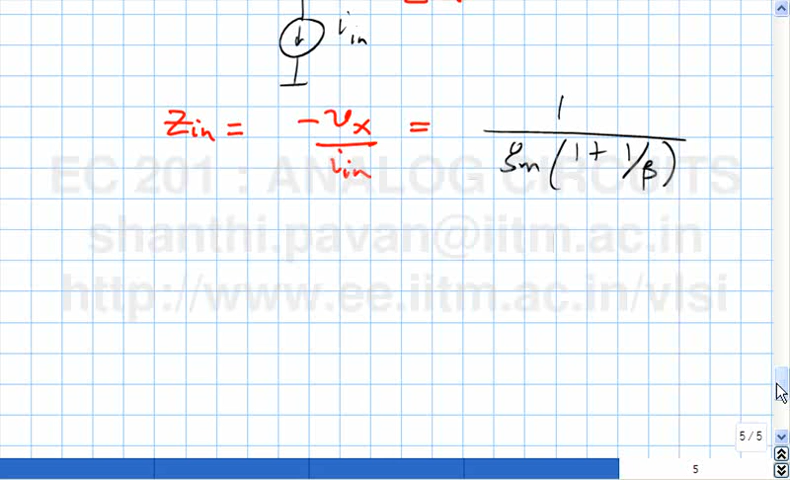 i_in
Z_in = -v_x / i_in = 1 / g_m (1 + 1/β)
EC 201 : ANALOG CIRCUITS
shanthi.pavan@iitm.ac.in
http://www.ee.iitm.ac.in/vlsi
5 / 5
5